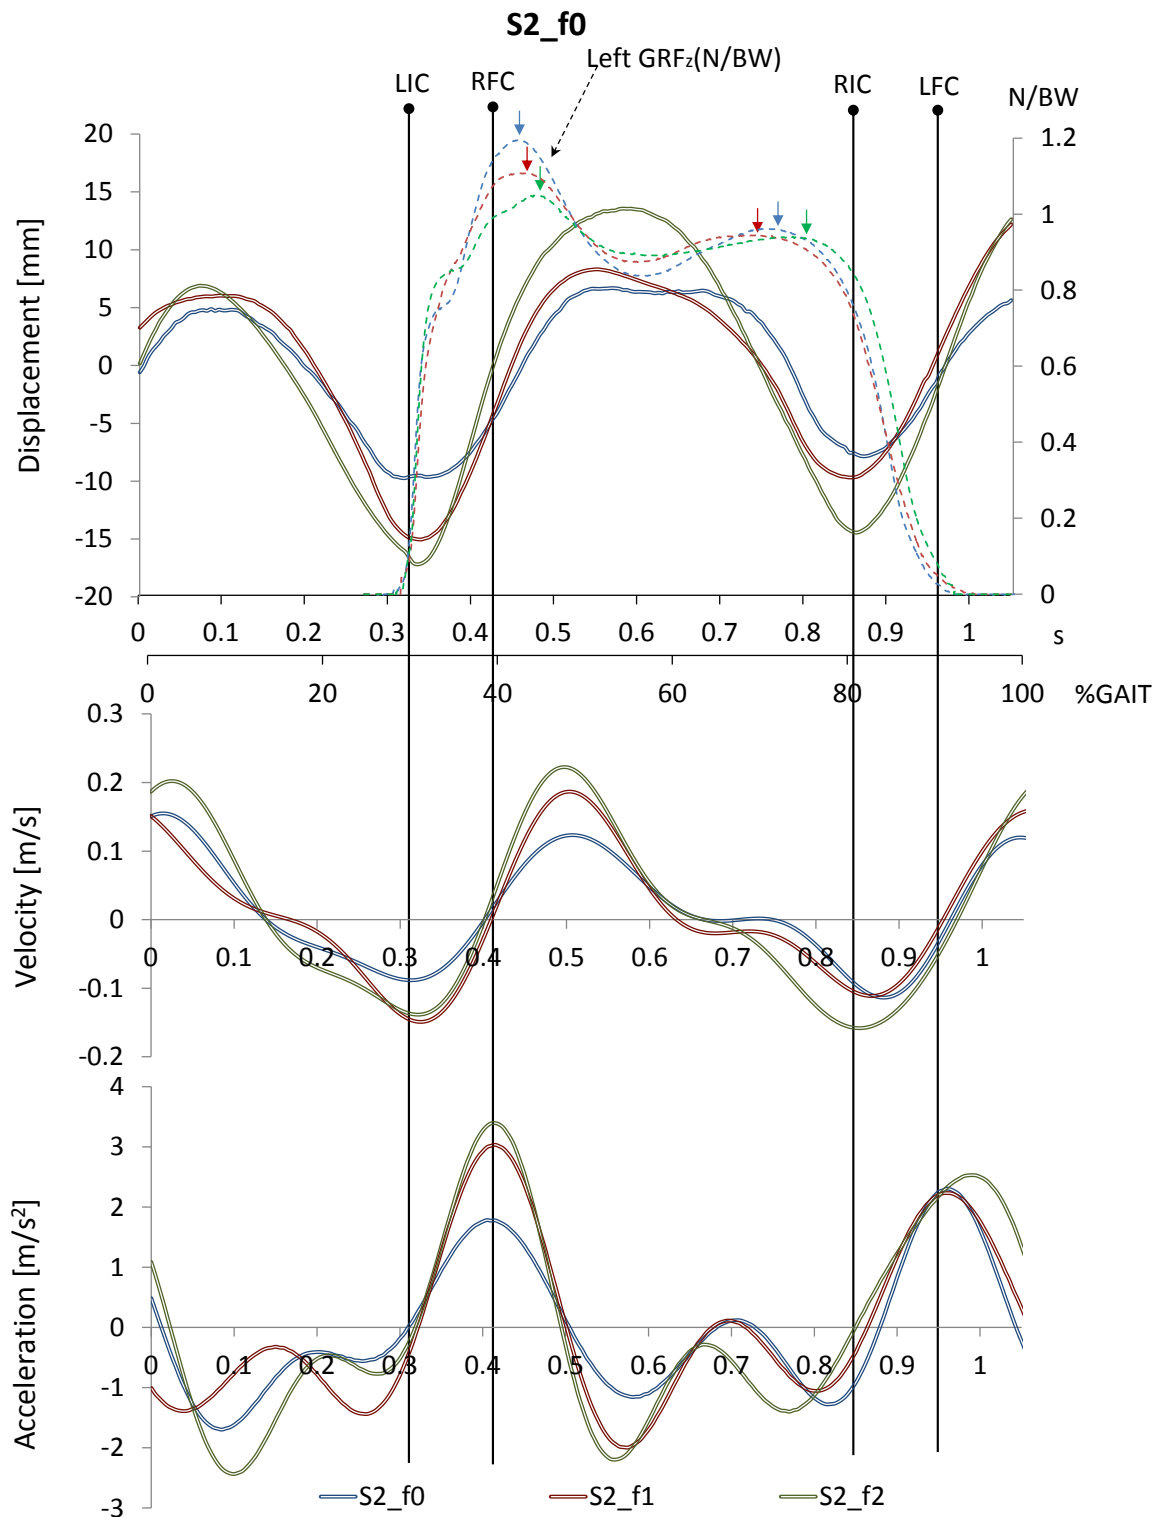 S2_f0
Left GRFz(N/BW)
LIC RFC RIC LFC
N/BW
Displacement [mm]
20
15
10
5
0
-5
-10
-15
-20
1.2
1
0.8
0.6
0.4
0.2
0
0 0.1 0.2 0.3 0.4 0.5 0.6 0.7 0.8 0.9 1 s
0 20 40 60 80 100 %GAIT
Velocity [m/s]
0.3
0.2
0.1
0
-0.1
-0.2
0 0.1 0.2 0.3 0.4 0.5 0.6 0.7 0.8 0.9 1
Acceleration [m/s²]
4
3
2
1
0
-1
-2
-3
0 0.1 0.2 0.3 0.4 0.5 0.6 0.7 0.8 0.9 1
S2_f0 S2_f1 S2_f2